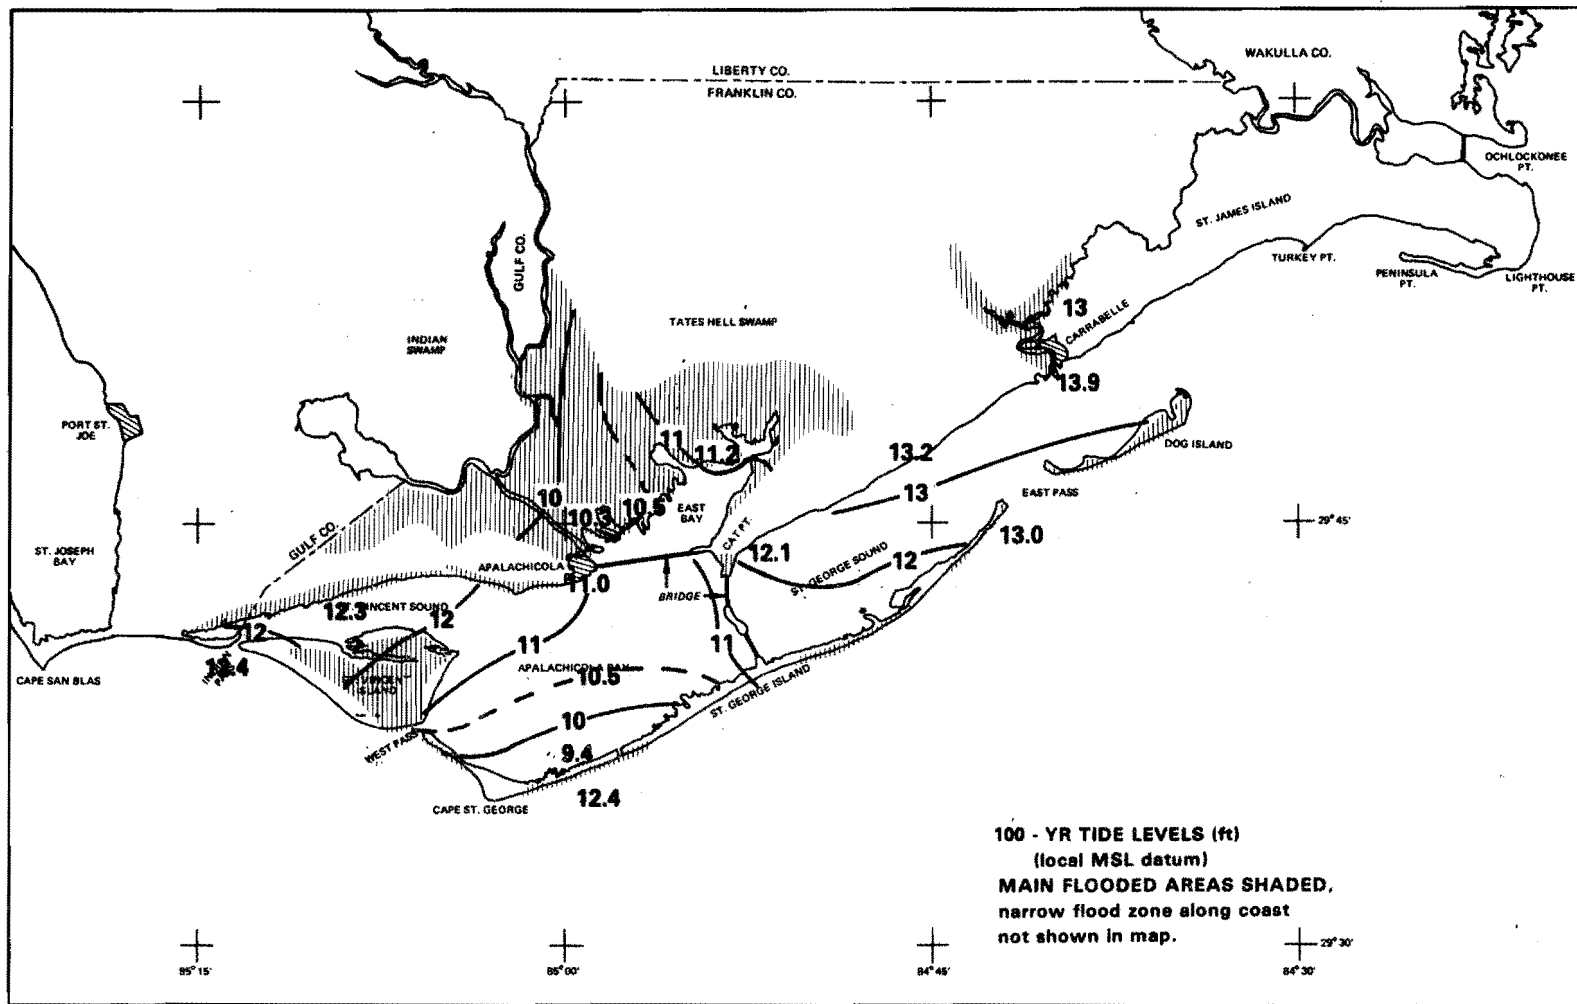 WAKULLA CO.
LIBERTY CO.
FRANKLIN CO.
OCHLOCKONEE
PT.
ST. JAMES ISLAND
GULF CO.
TURKEY PT.
PENINSULA
PT.
LIGHTHOUSE
PT.
13
CARRABELLE
TATES HELL SWAMP
INDIAN
SWAMP
13.9
PORT ST.
JOE
11
11.2
13.2
DOG ISLAND
13
EAST PASS
10
10.3
10.5
EAST
BAY
CAT PT.
29° 45'
13.0
GULF CO.
ST. JOSEPH
BAY
APALACHICOLA
12.1
ST. GEORGE SOUND
12
11.0
BRIDGE
12.3
VINCENT SOUND
12
12
11
11
CAPE SAN BLAS
APALACHICOLA BAY
10.5
ISLAND
ST. GEORGE ISLAND
10
WEST PASS
9.4
12.4
CAPE ST. GEORGE
100 - YR TIDE LEVELS (ft)
(local MSL datum)
MAIN FLOODED AREAS SHADED,
narrow flood zone along coast
not shown in map.
29° 30'
85° 15'
85° 00'
84° 45'
84° 30'